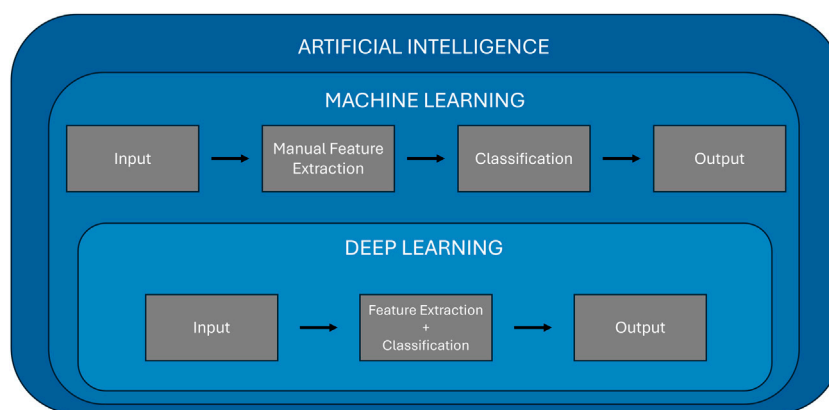 ARTIFICIAL INTELLIGENCE
MACHINE LEARNING
Input
Manual Feature
Extraction
Classification
Output
DEEP LEARNING
Input
Feature Extraction
+
Classification
Output